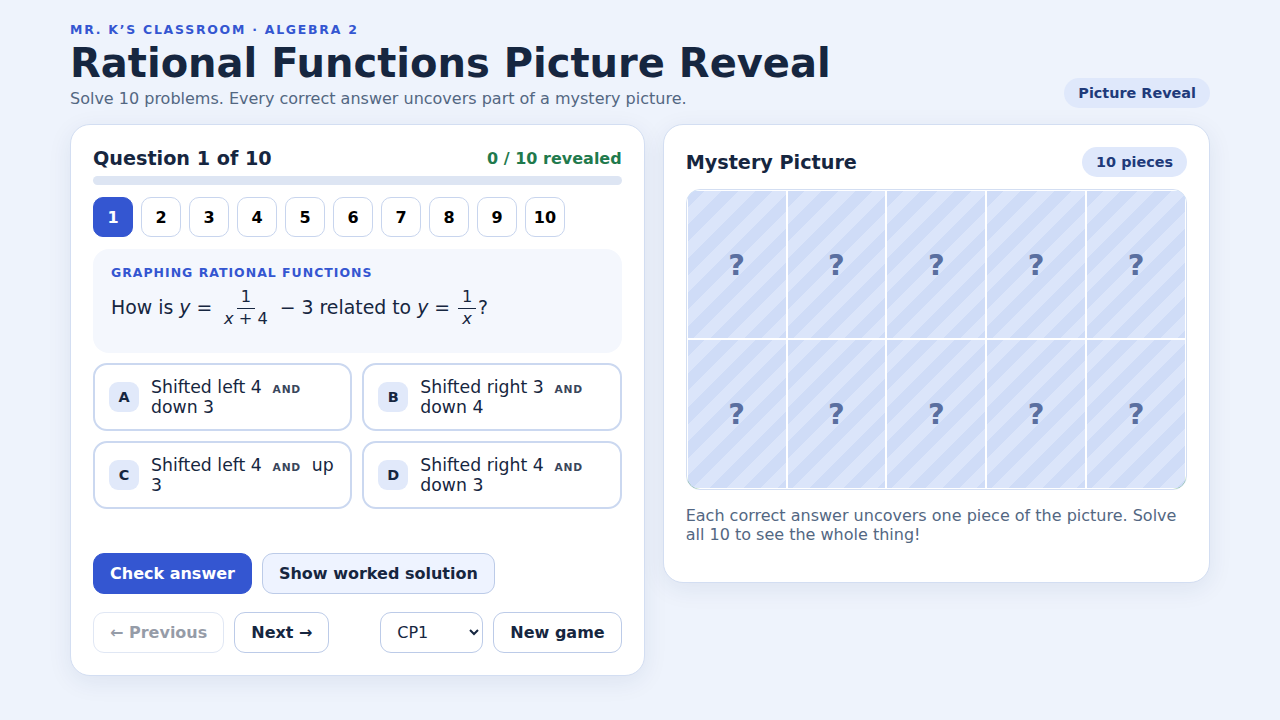 MR. K’S CLASSROOM · ALGEBRA 2
Rational Functions Picture Reveal
Solve 10 problems. Every correct answer uncovers part of a mystery picture.
Picture Reveal
Question 1 of 10
0 / 10 revealed
1 2 3 4 5 6 7 8 9 10
GRAPHING RATIONAL FUNCTIONS
How is y = 1/(x + 4) − 3 related to y = 1/x?
A Shifted left 4 AND
down 3
B Shifted right 3 AND
down 4
C Shifted left 4 AND up
3
D Shifted right 4 AND
down 3
Check answer
Show worked solution
← Previous
Next →
CP1
New game
Mystery Picture
10 pieces
? ? ? ? ?
? ? ? ? ?
Each correct answer uncovers one piece of the picture. Solve
all 10 to see the whole thing!